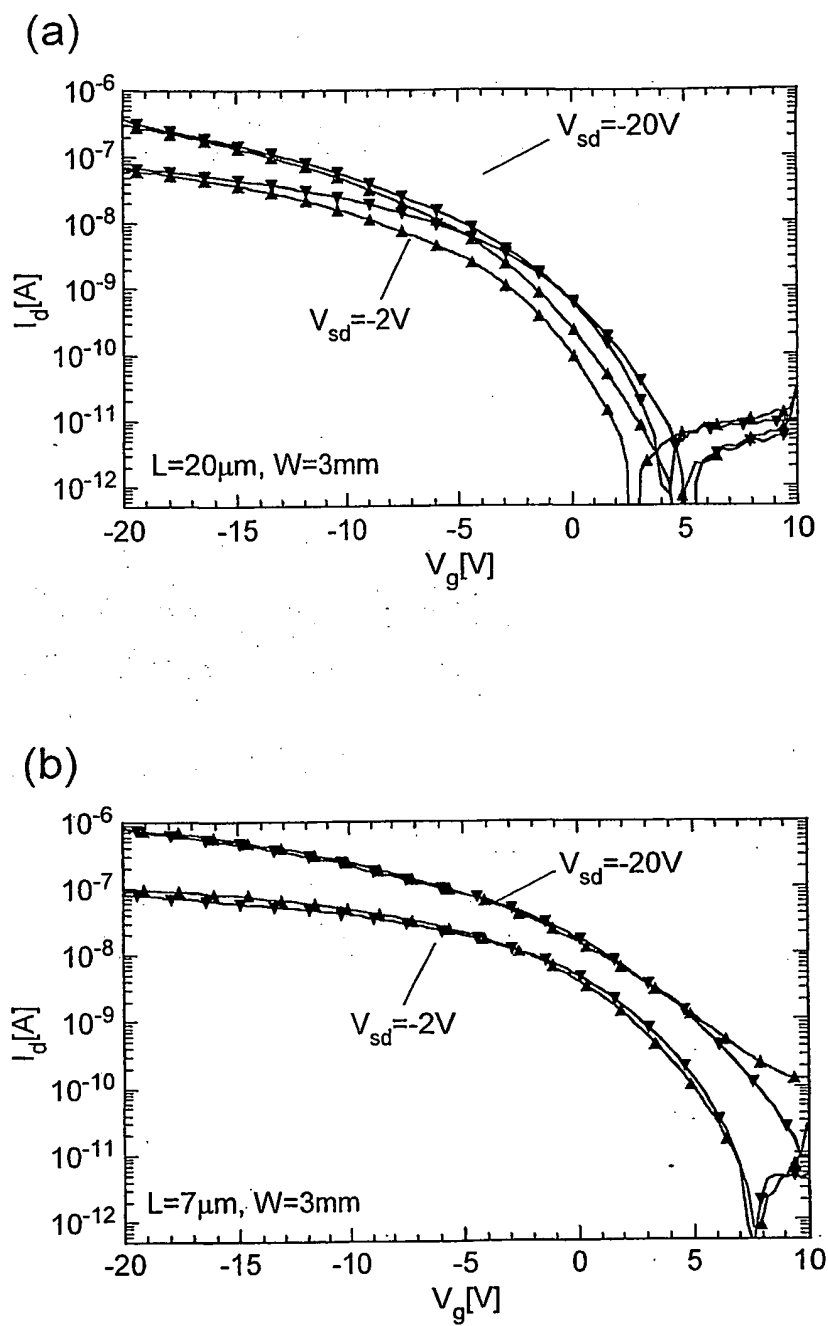 (a)
10-6
10-7
10-8
10-9
10-10
10-11
10-12
Id[A]
Vsd=-20V
Vsd=-2V
L=20μm, W=3mm
-20 -15 -10 -5 0 5 10
Vg[V]
(b)
10-6
10-7
10-8
10-9
10-10
10-11
10-12
Id[A]
Vsd=-20V
Vsd=-2V
L=7μm, W=3mm
-20 -15 -10 -5 0 5 10
Vg[V]